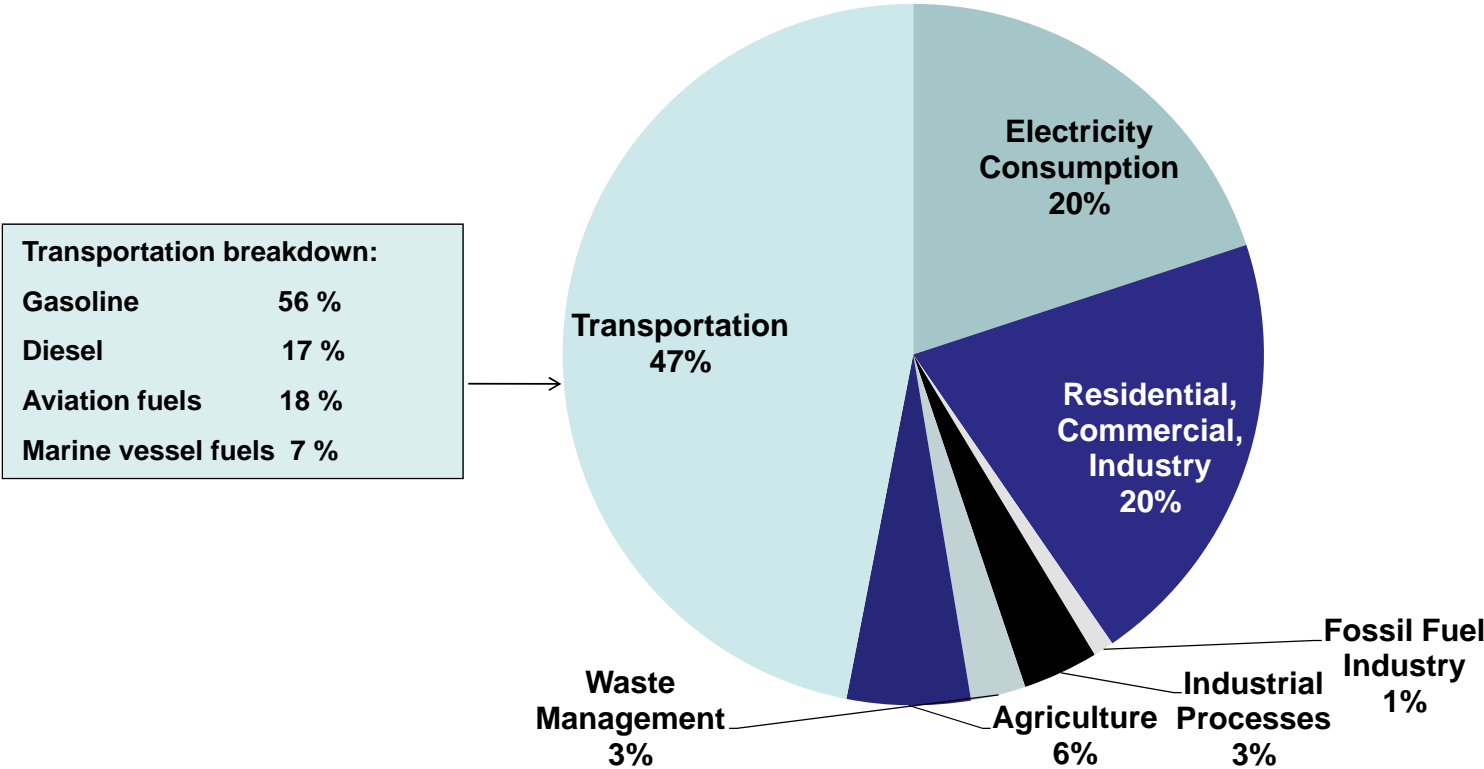 Electricity
Consumption
20%
Transportation breakdown:
Gasoline 56 %
Diesel 17 %
Aviation fuels 18 %
Marine vessel fuels 7 %
Transportation
47%
Residential,
Commercial,
Industry
20%
Fossil Fuel
Industry
1%
Industrial
Processes
3%
Agriculture
6%
Waste
Management
3%